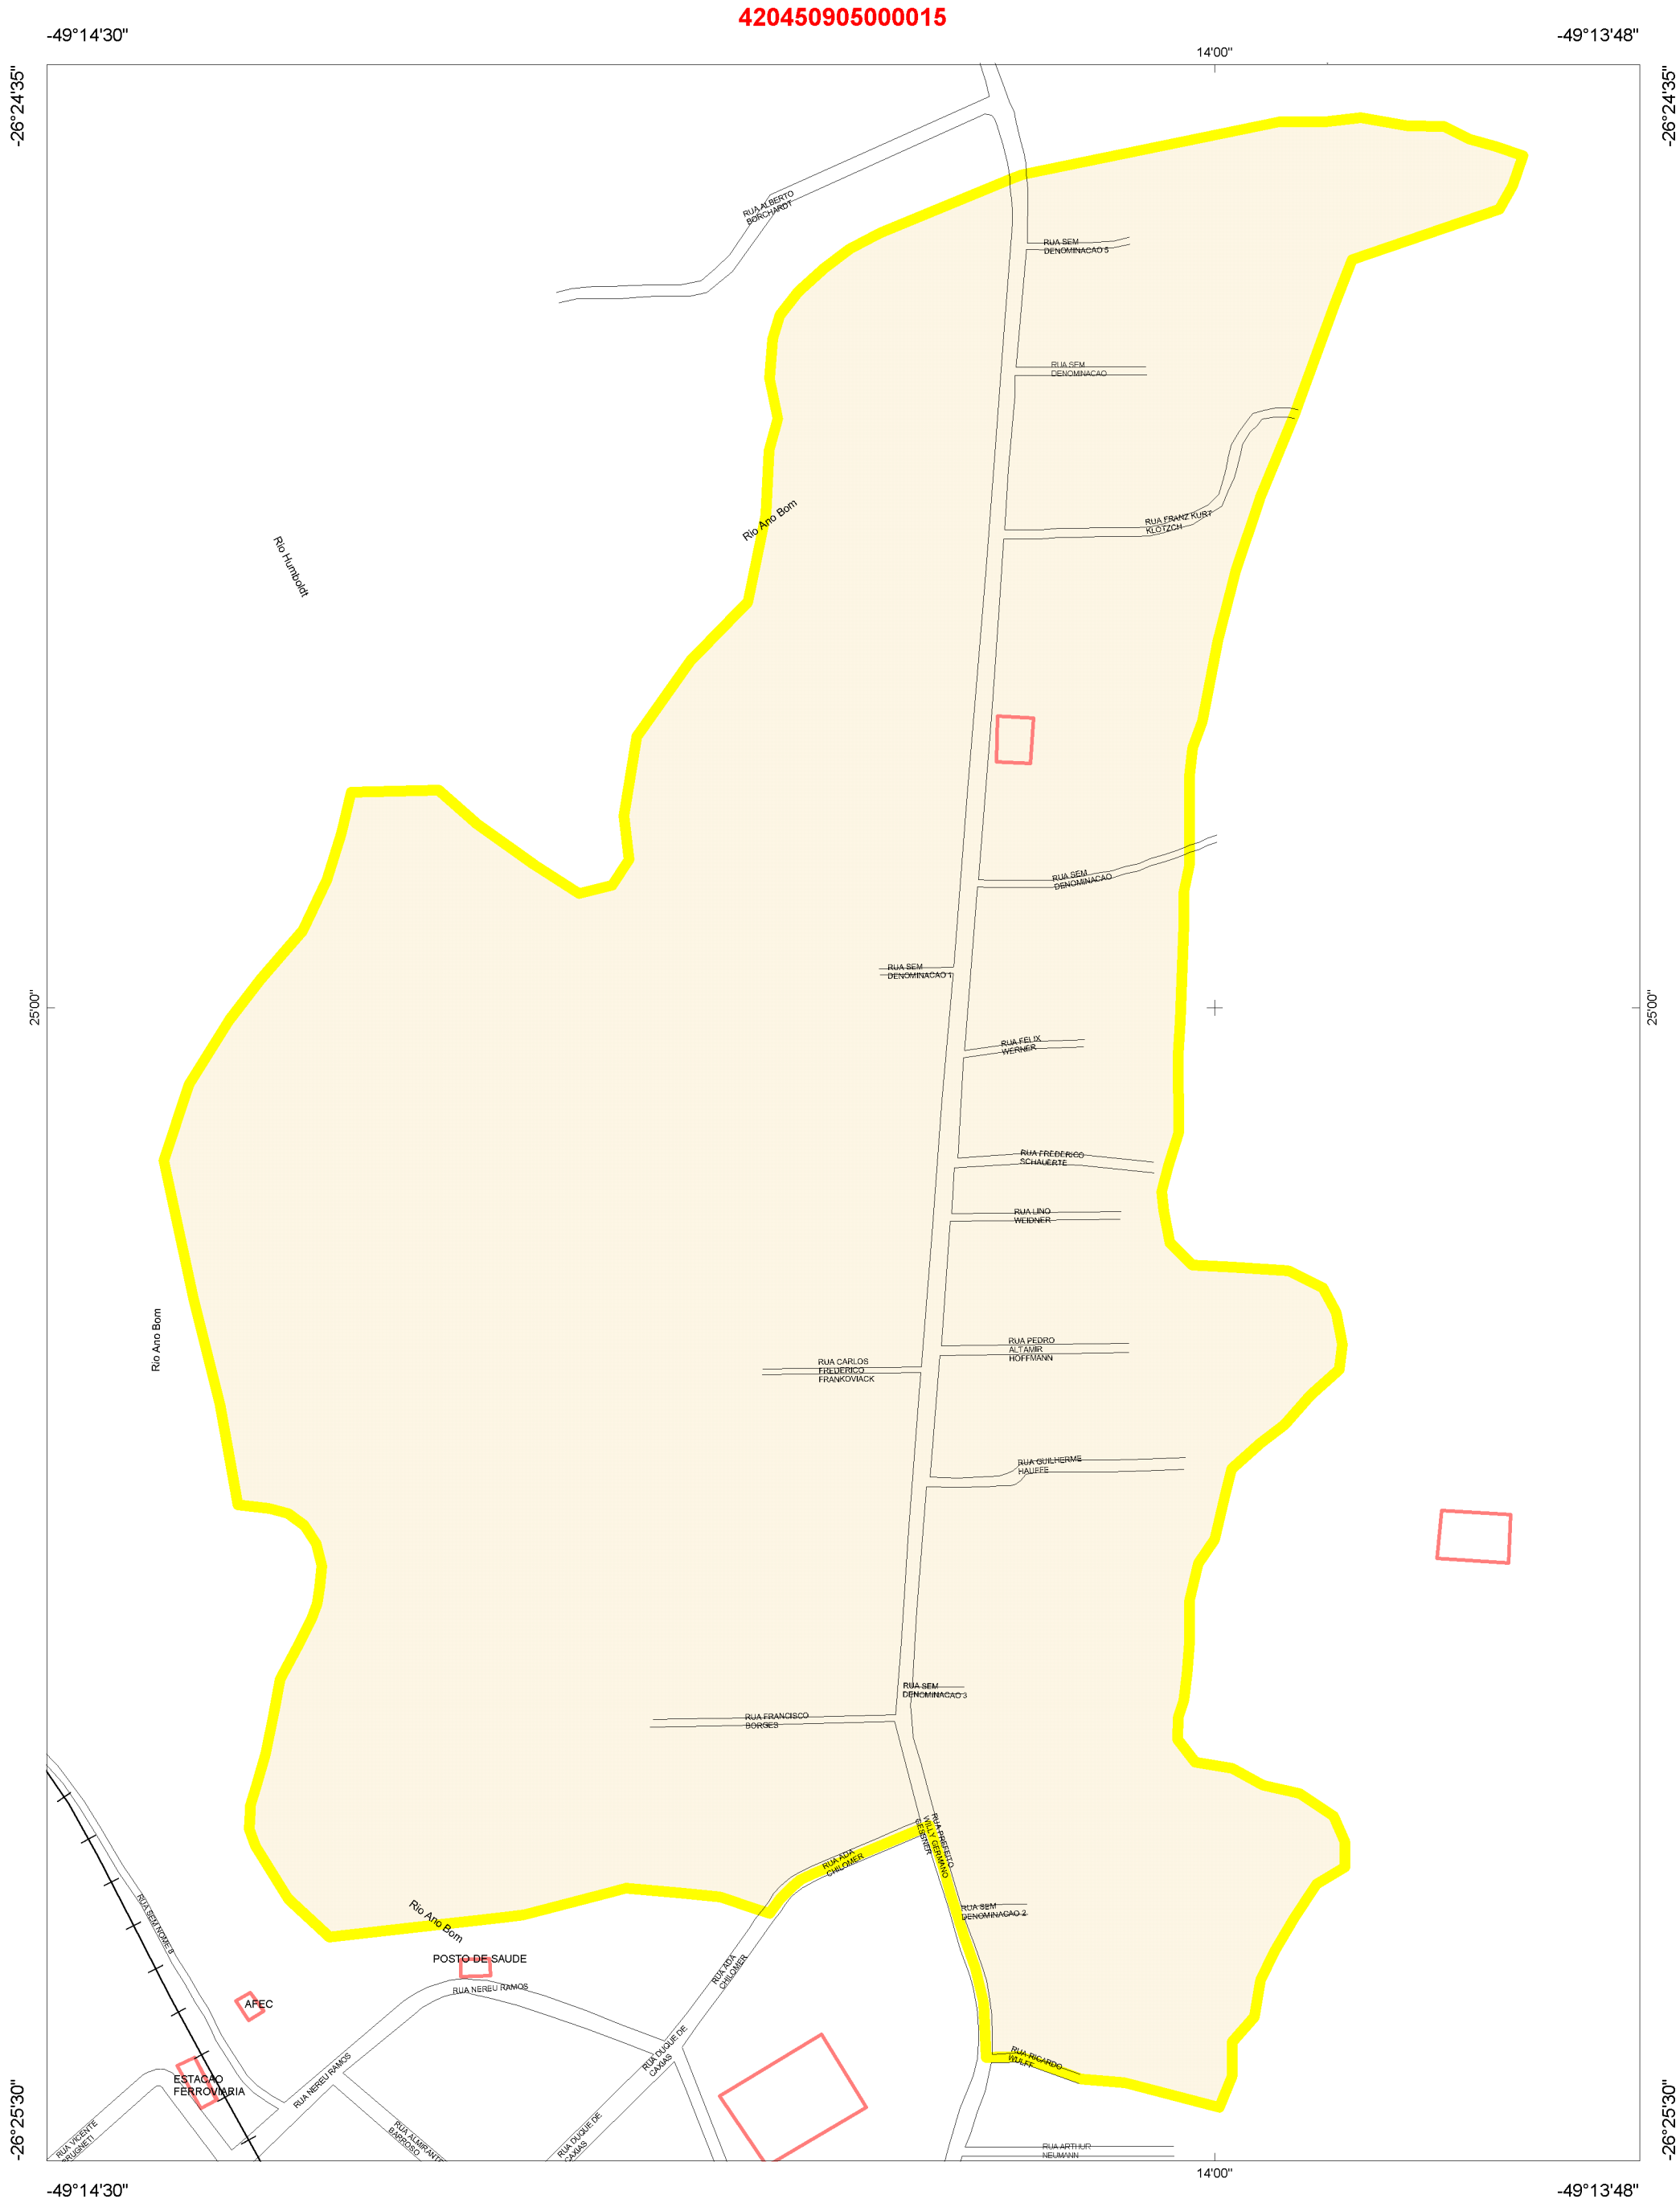 420450905000015
-49°14'30"
-49°13'48"
14'00"
-26°24'35"
-26°24'35"
RUA ALBERTO
BORCHARDT
RUA SEM
DENOMINACAO 5
RUA SEM
DENOMINACAO
Rio Ano Bom
RUA FRANZ KURT
KLOTZCH
Rio Humboldt
RUA SEM
DENOMINACAO
RUA SEM
DENOMINACAO 1
25'00"
25'00"
RUA FELIX
WERNER
RUA FREDERICO
SCHAUERTE
RUA LINO
WEIDNER
Rio Ano Bom
RUA PEDRO
ALTAMIR
HOFFMANN
RUA CARLOS
FREDERICO
FRANKOVIACK
RUA GUILHERME
HAUFFE
RUA SEM
DENOMINACAO 3
RUA FRANCISCO
BORGES
RUA PREFEITO
WILLY GERMANO
GESSNER
RUA ADA
CHILOMER
RUA SEM
DENOMINACAO 2
RUA SEM NOME 8
Rio Ano Bom
POSTO DE SAUDE
RUA NEREU RAMOS
RUA ADA
CHILOMER
AFEC
RUA DUQUE DE
CAXIAS
RUA RICARDO
WULFF
ESTACAO
FERROVIARIA
RUA NEREU RAMOS
RUA VICENTE
BRUGNETI
RUA ALMIRANTE
BARROSO
RUA DUQUE DE
CAXIAS
RUA ARTHUR
NEUMANN
-26°25'30"
-26°25'30"
14'00"
-49°14'30"
-49°13'48"